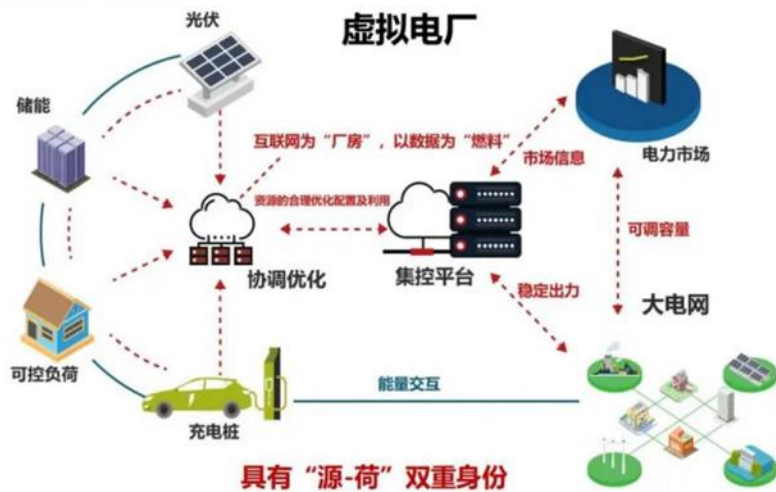 虚拟电厂
光伏
储能
互联网为“厂房”，以数据为“燃料”
市场信息
电力市场
资源的合理优化配置及利用
可调容量
协调优化
集控平台
稳定出力
大电网
可控负荷
能量交互
充电桩
具有“源-荷”双重身份